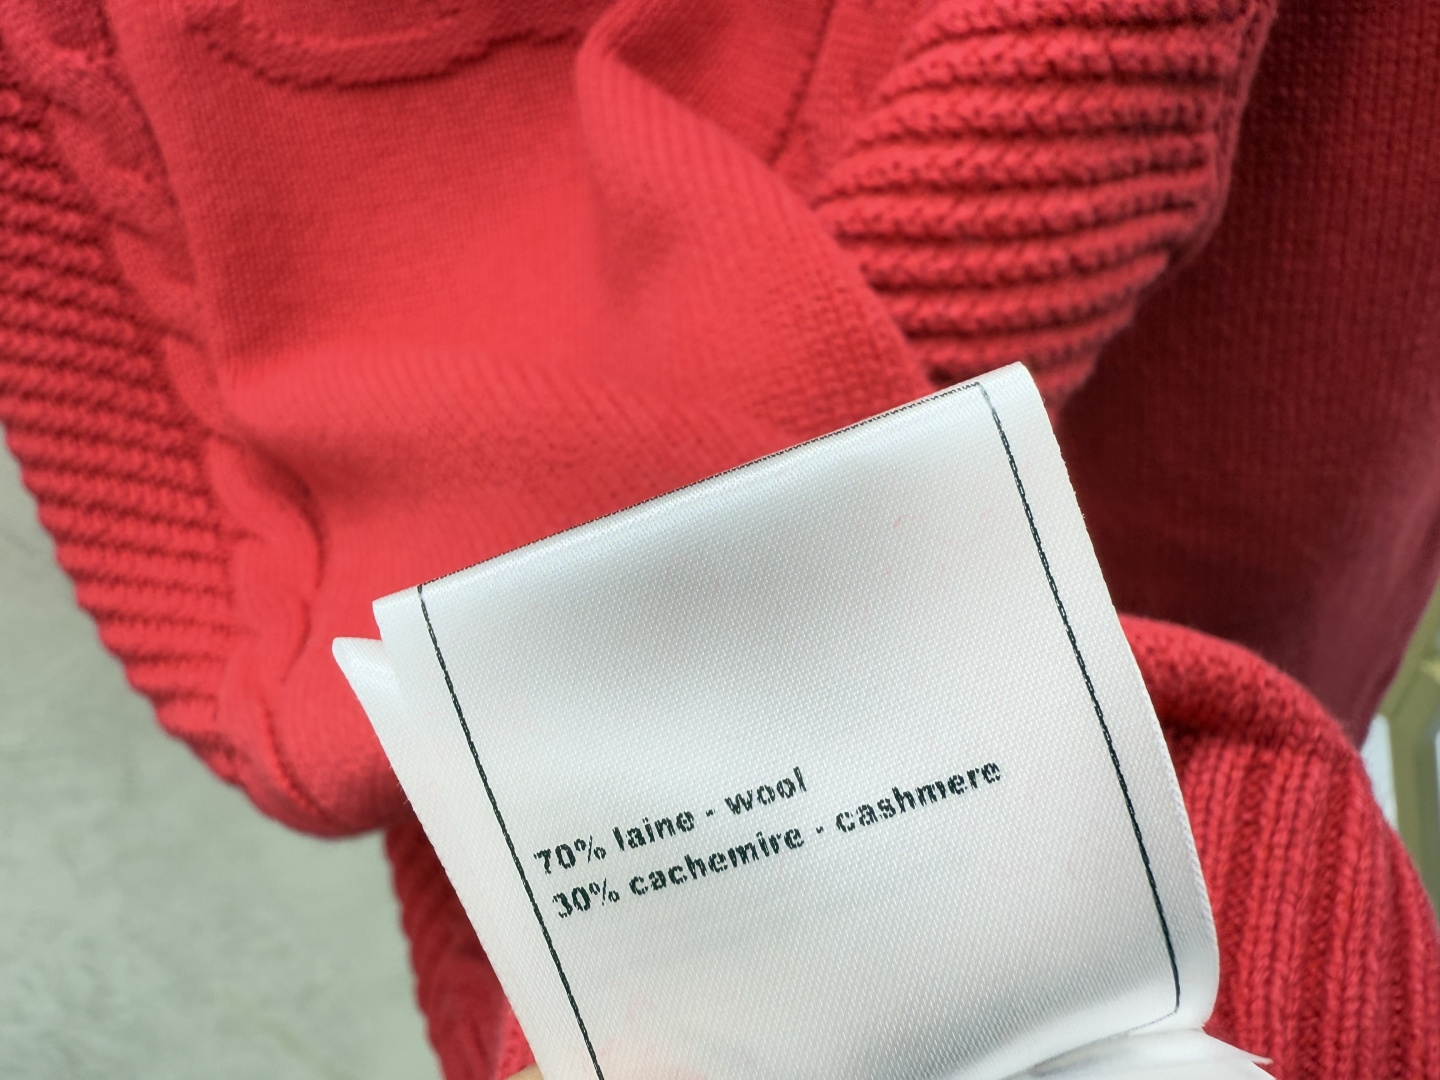 70% laine - wool
30% cachemire - cashmere